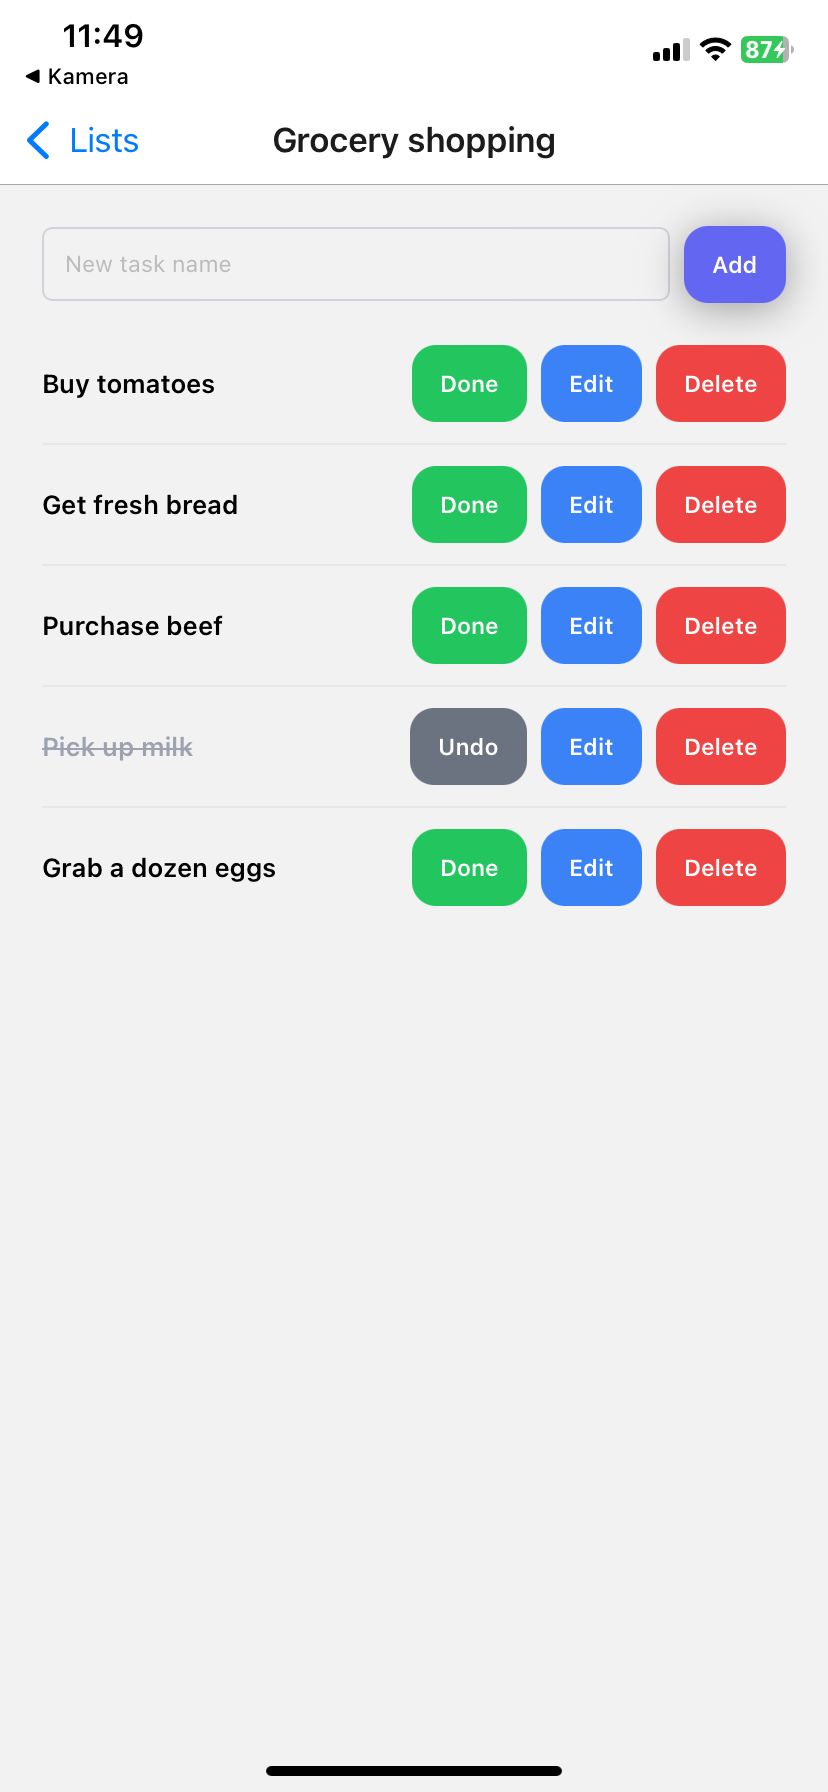 11:49
87
◀ Kamera
Lists
Grocery shopping
New task name
Add
Buy tomatoes Done Edit Delete
Get fresh bread Done Edit Delete
Purchase beef Done Edit Delete
Pick up milk Undo Edit Delete
Grab a dozen eggs Done Edit Delete